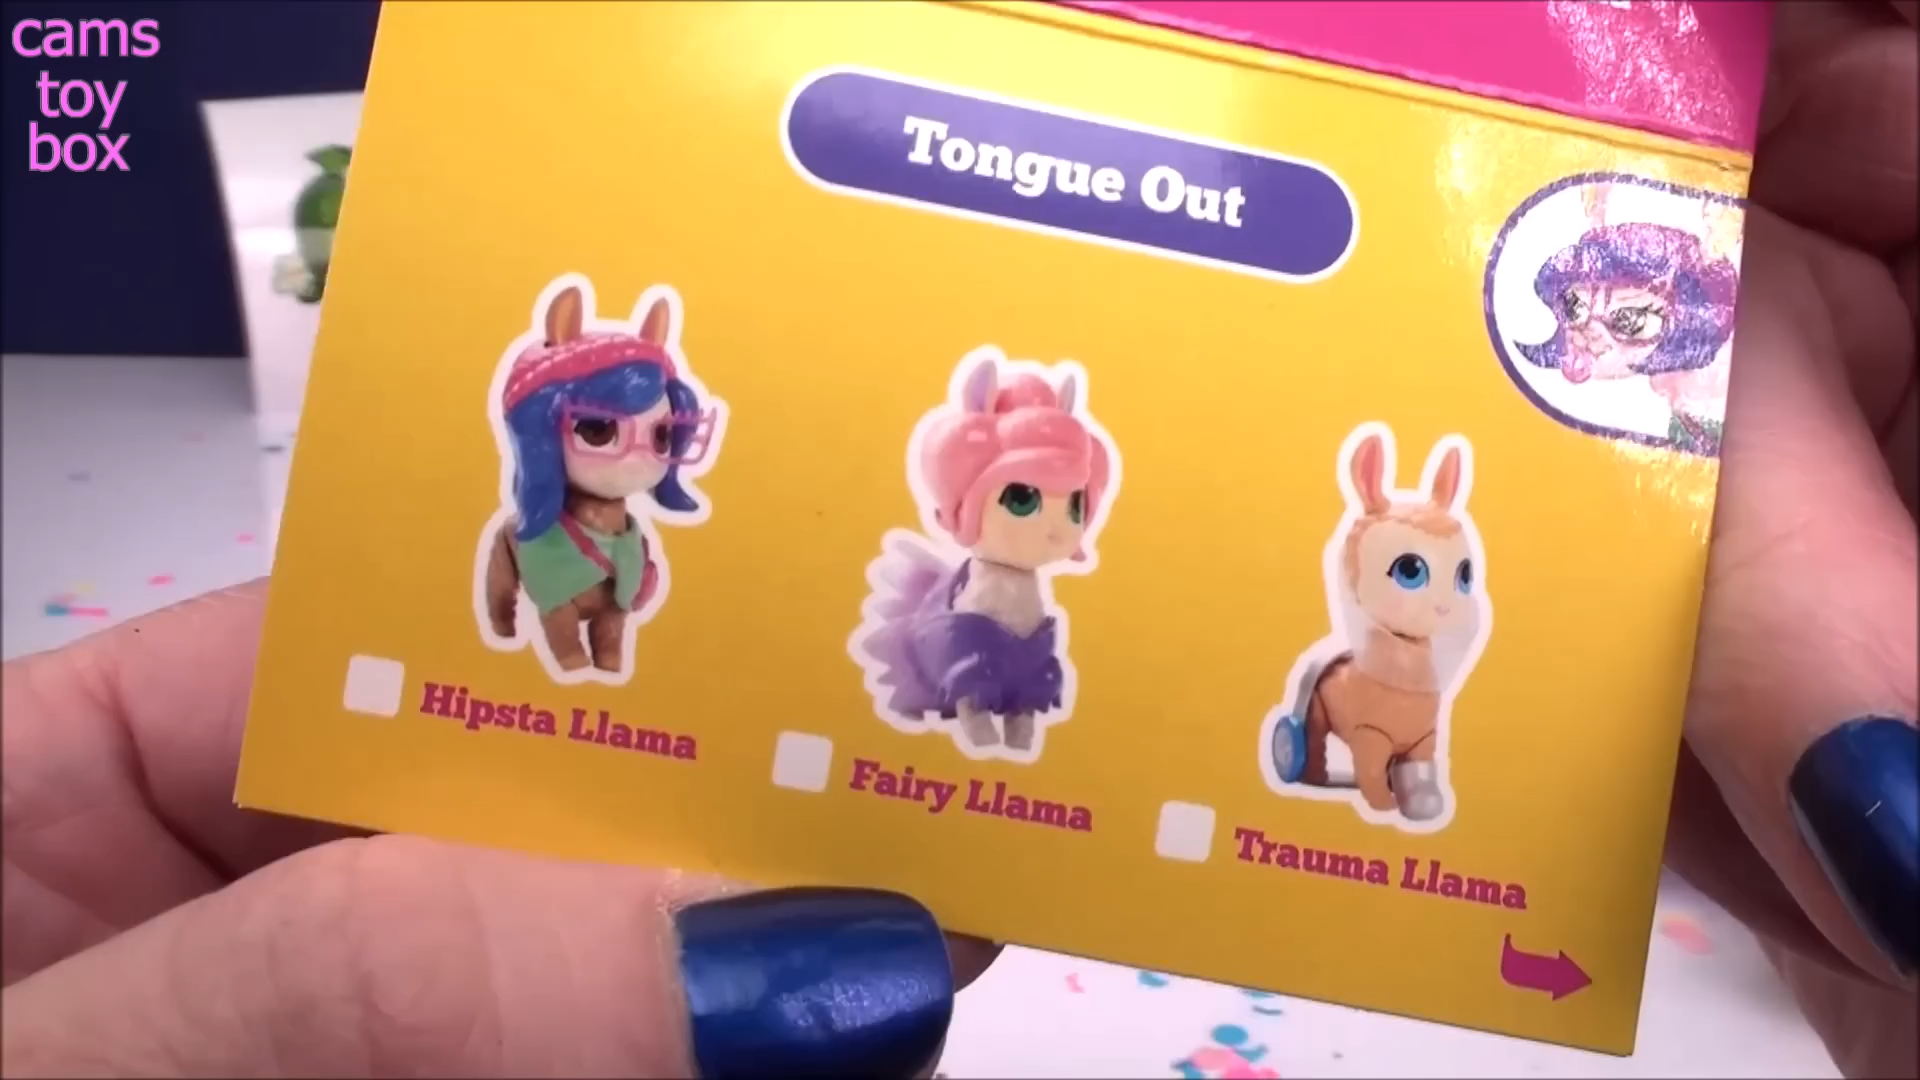 cams
toy
box
Tongue Out
Hipsta Llama
Fairy Llama
Trauma Llama